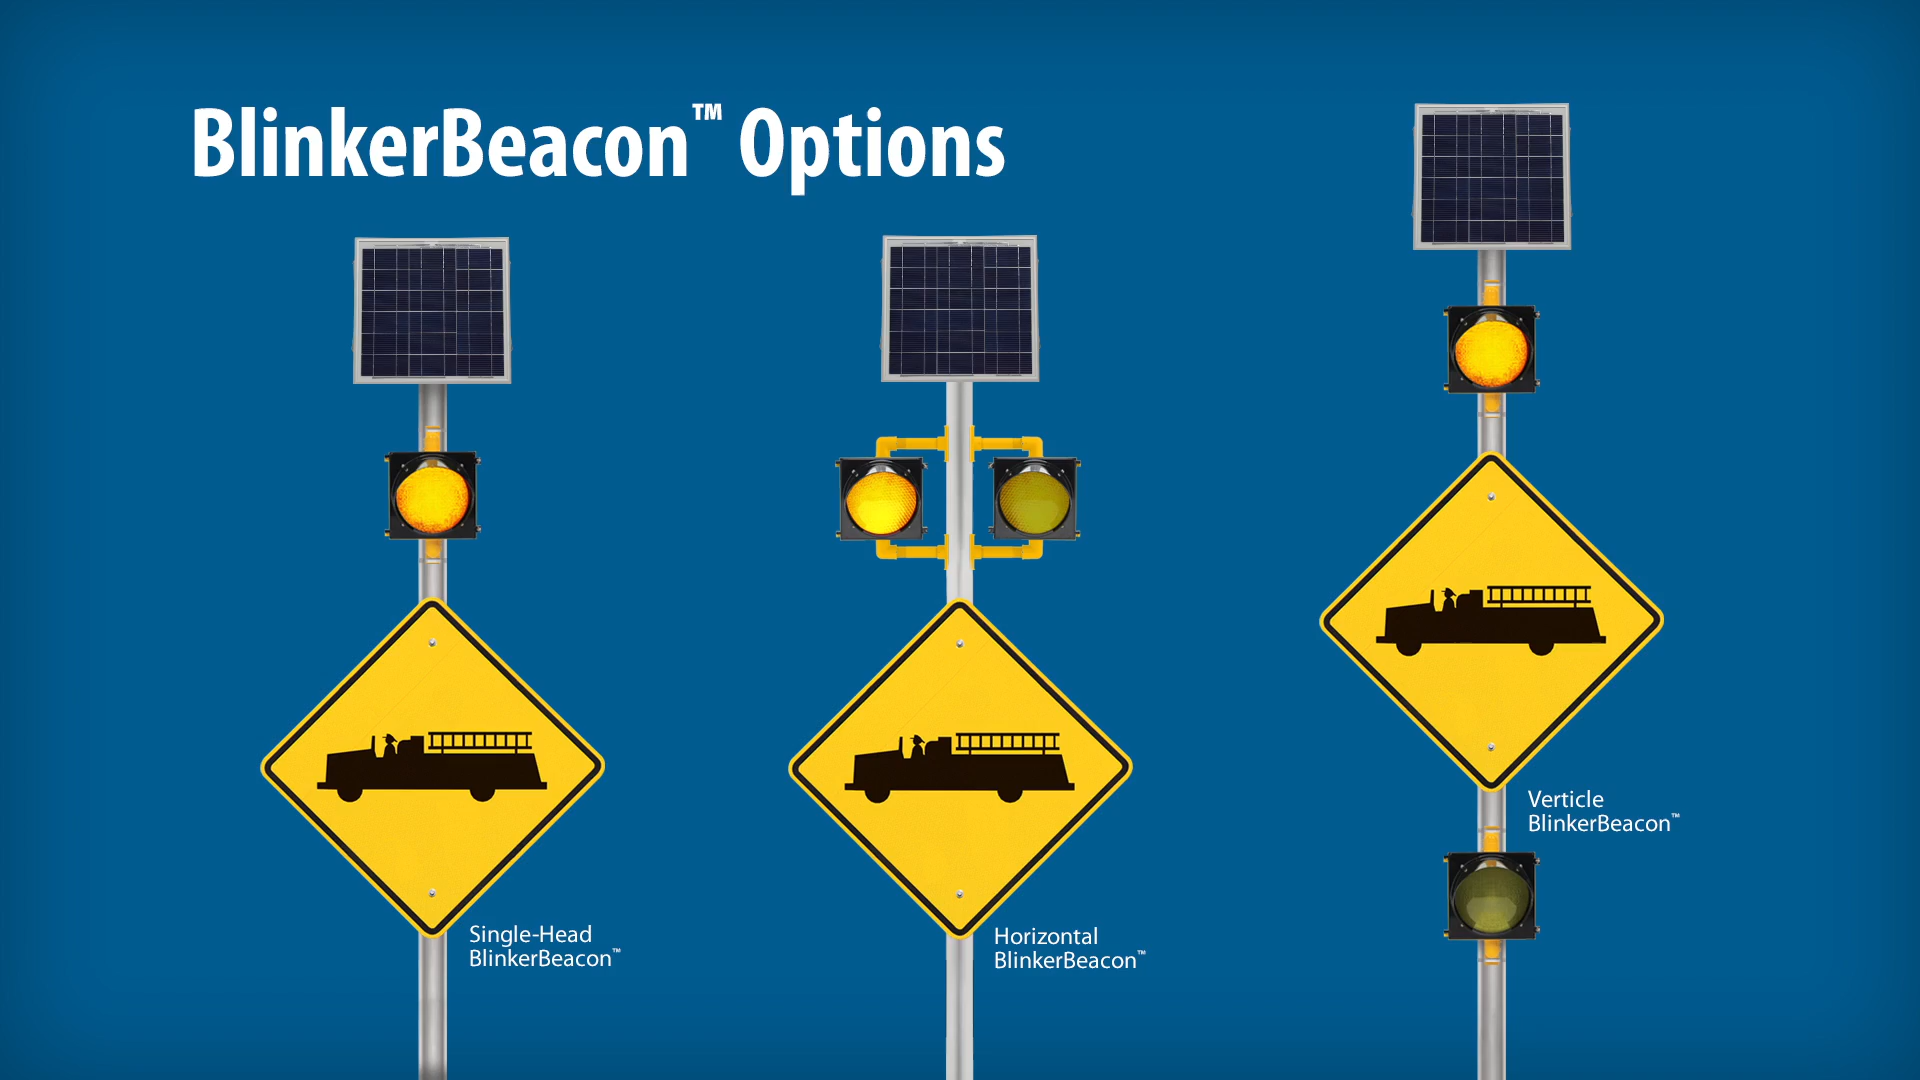 BlinkerBeacon™ Options
Single-Head
BlinkerBeacon™
Horizontal
BlinkerBeacon™
Verticle
BlinkerBeacon™